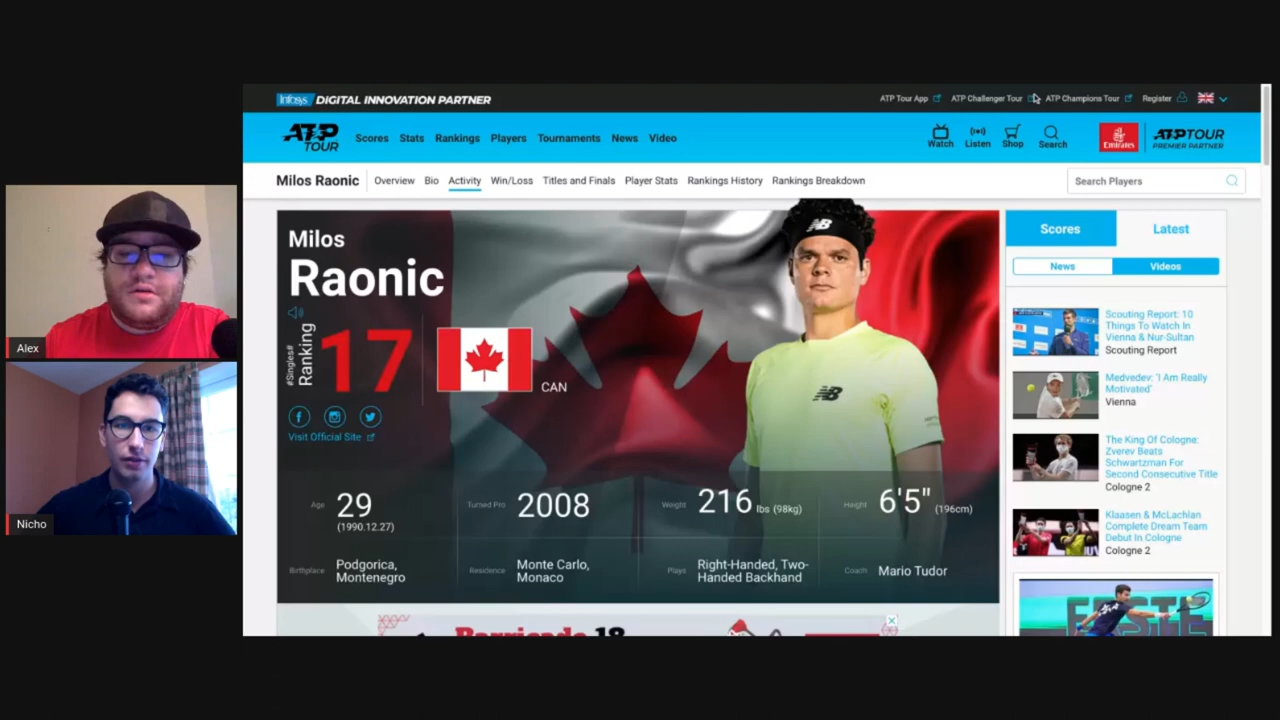 Infosys DIGITAL INNOVATION PARTNER
ATP Tour App ATP Challenger Tour ATP Champions Tour Register
ATP TOUR
Scores Stats Rankings Players Tournaments News Video
Watch Listen Shop Search
Emirates
ATP TOUR
PREMIER PARTNER
Milos Raonic Overview Bio Activity Win/Loss Titles and Finals Player Stats Rankings History Rankings Breakdown
Search Players
Milos
Raonic
#Singles#
Ranking
17
CAN
Visit Official Site
Age 29
(1990.12.27)
Turned Pro 2008
Weight 216 lbs (98kg)
Height 6'5" (196cm)
Birthplace Podgorica,
Montenegro
Residence Monte Carlo,
Monaco
Plays Right-Handed, Two-
Handed Backhand
Coach Mario Tudor
Barricade 18
Scores Latest
News Videos
Scouting Report: 10
Things To Watch In
Vienna & Nur-Sultan
Scouting Report
Medvedev: 'I Am Really
Motivated'
Vienna
The King Of Cologne:
Zverev Beats
Schwartzman For
Second Consecutive Title
Cologne 2
Klaasen & McLachlan
Complete Dream Team
Debut In Cologne
Cologne 2
Alex
Nicho